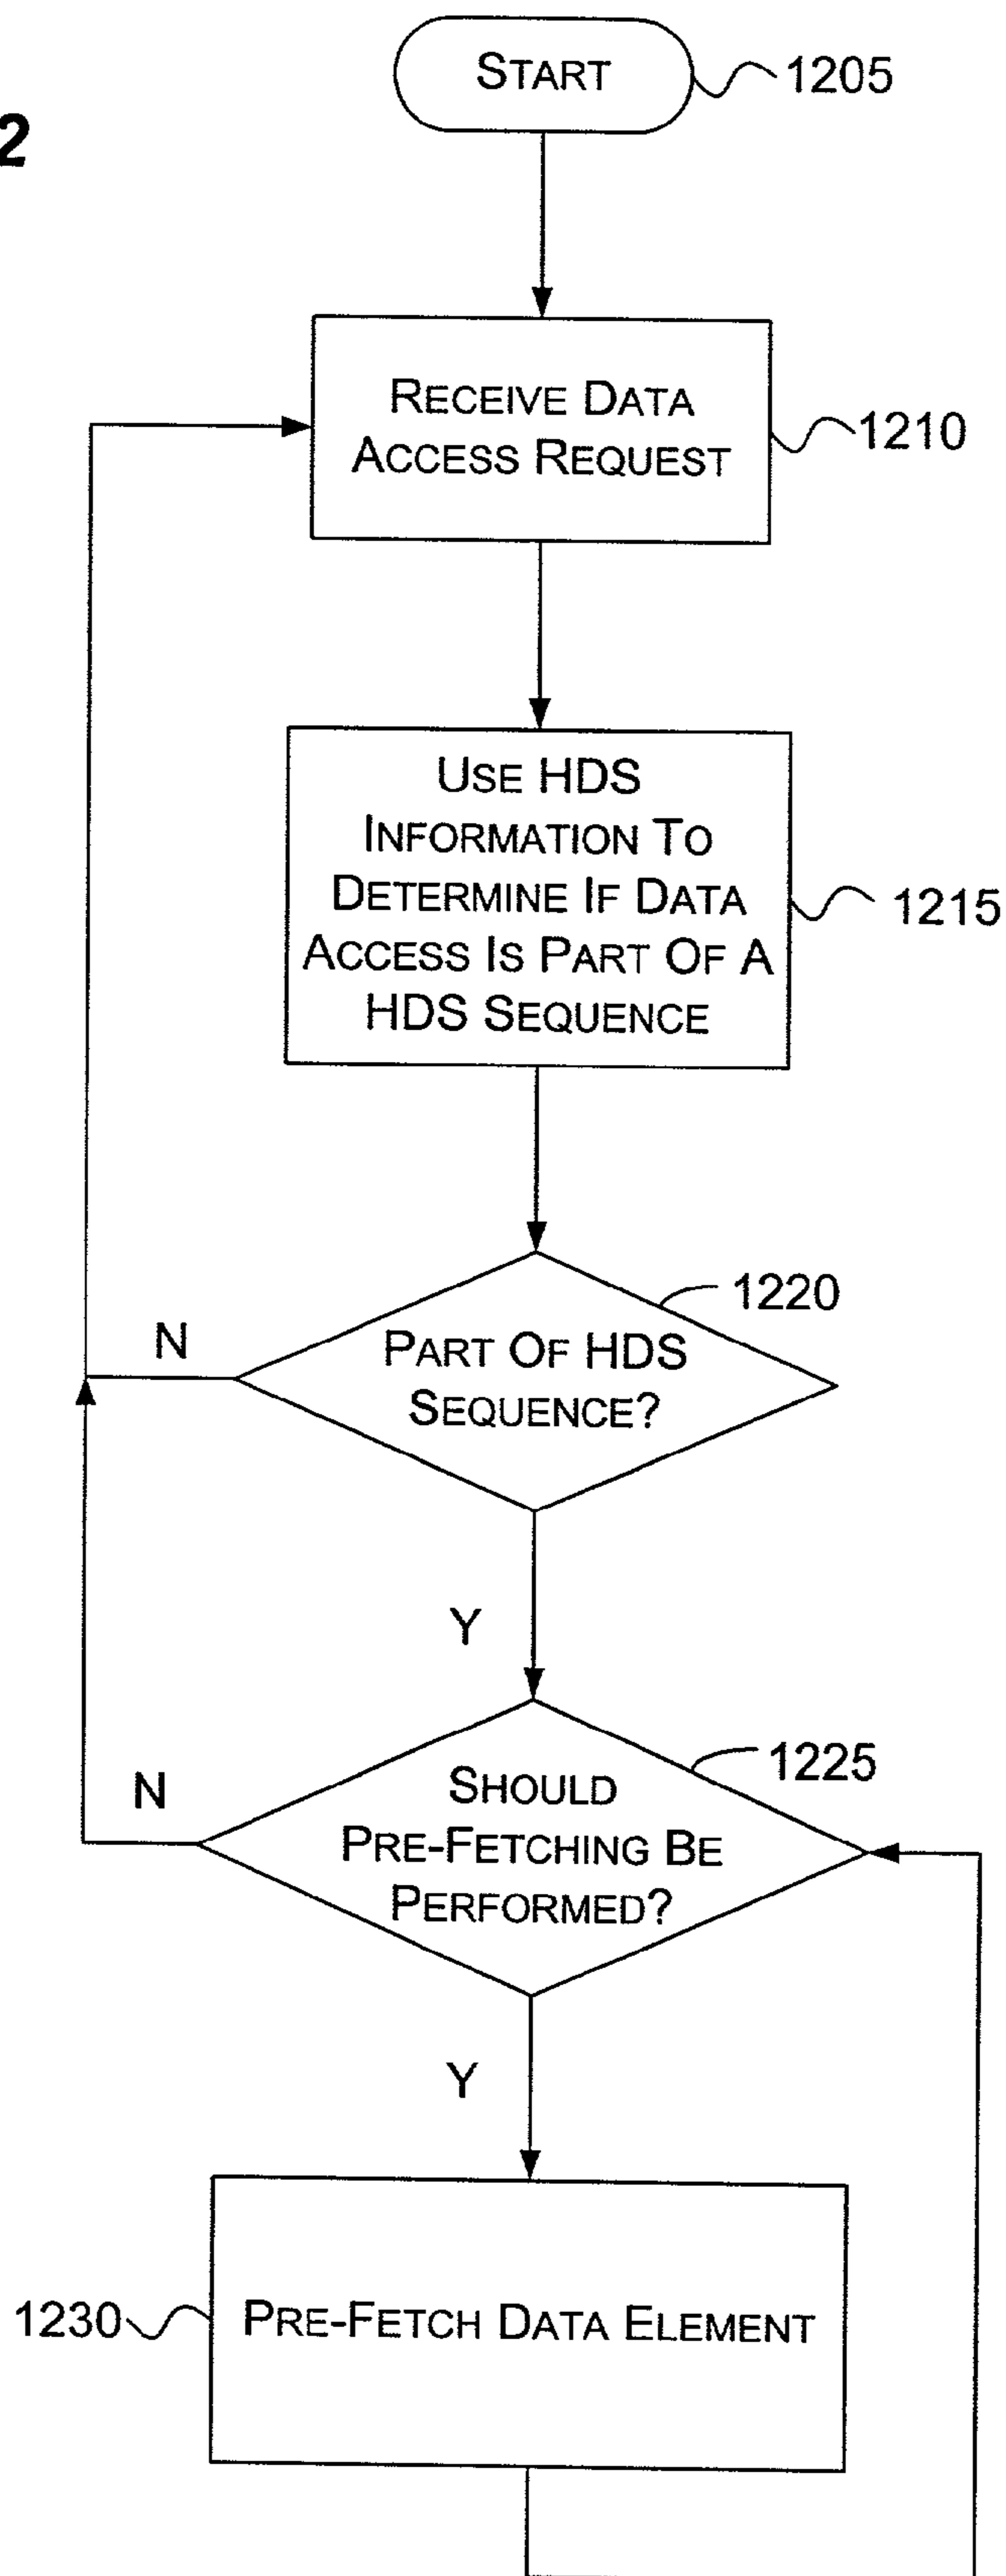 2
START
1205
RECEIVE DATA
ACCESS REQUEST
1210
USE HDS
INFORMATION TO
DETERMINE IF DATA
ACCESS IS PART OF A
HDS SEQUENCE
1215
1220
N
PART OF HDS
SEQUENCE?
Y
1225
N
SHOULD
PRE-FETCHING BE
PERFORMED?
Y
1230
PRE-FETCH DATA ELEMENT